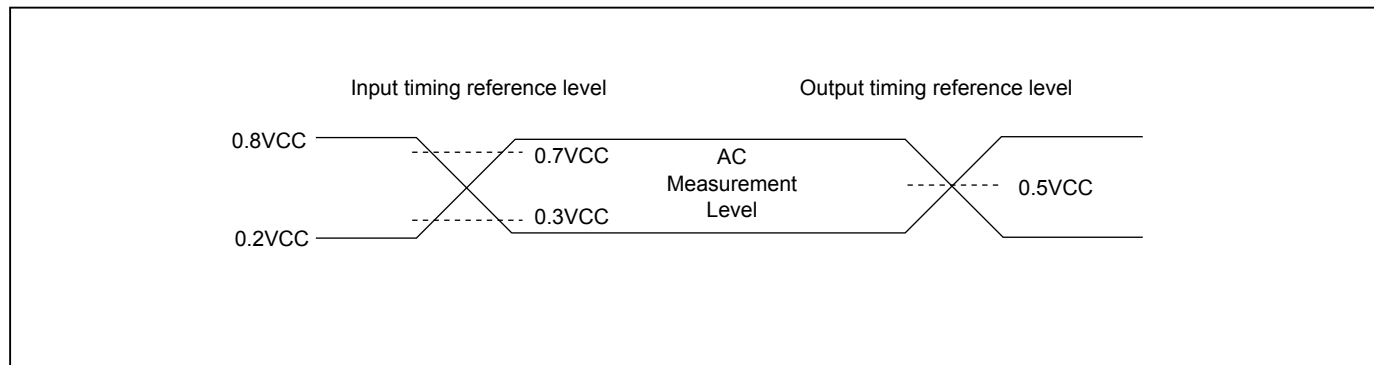 Input timing reference level
Output timing reference level
0.8VCC
0.7VCC
AC
Measurement
Level
0.5VCC
0.3VCC
0.2VCC